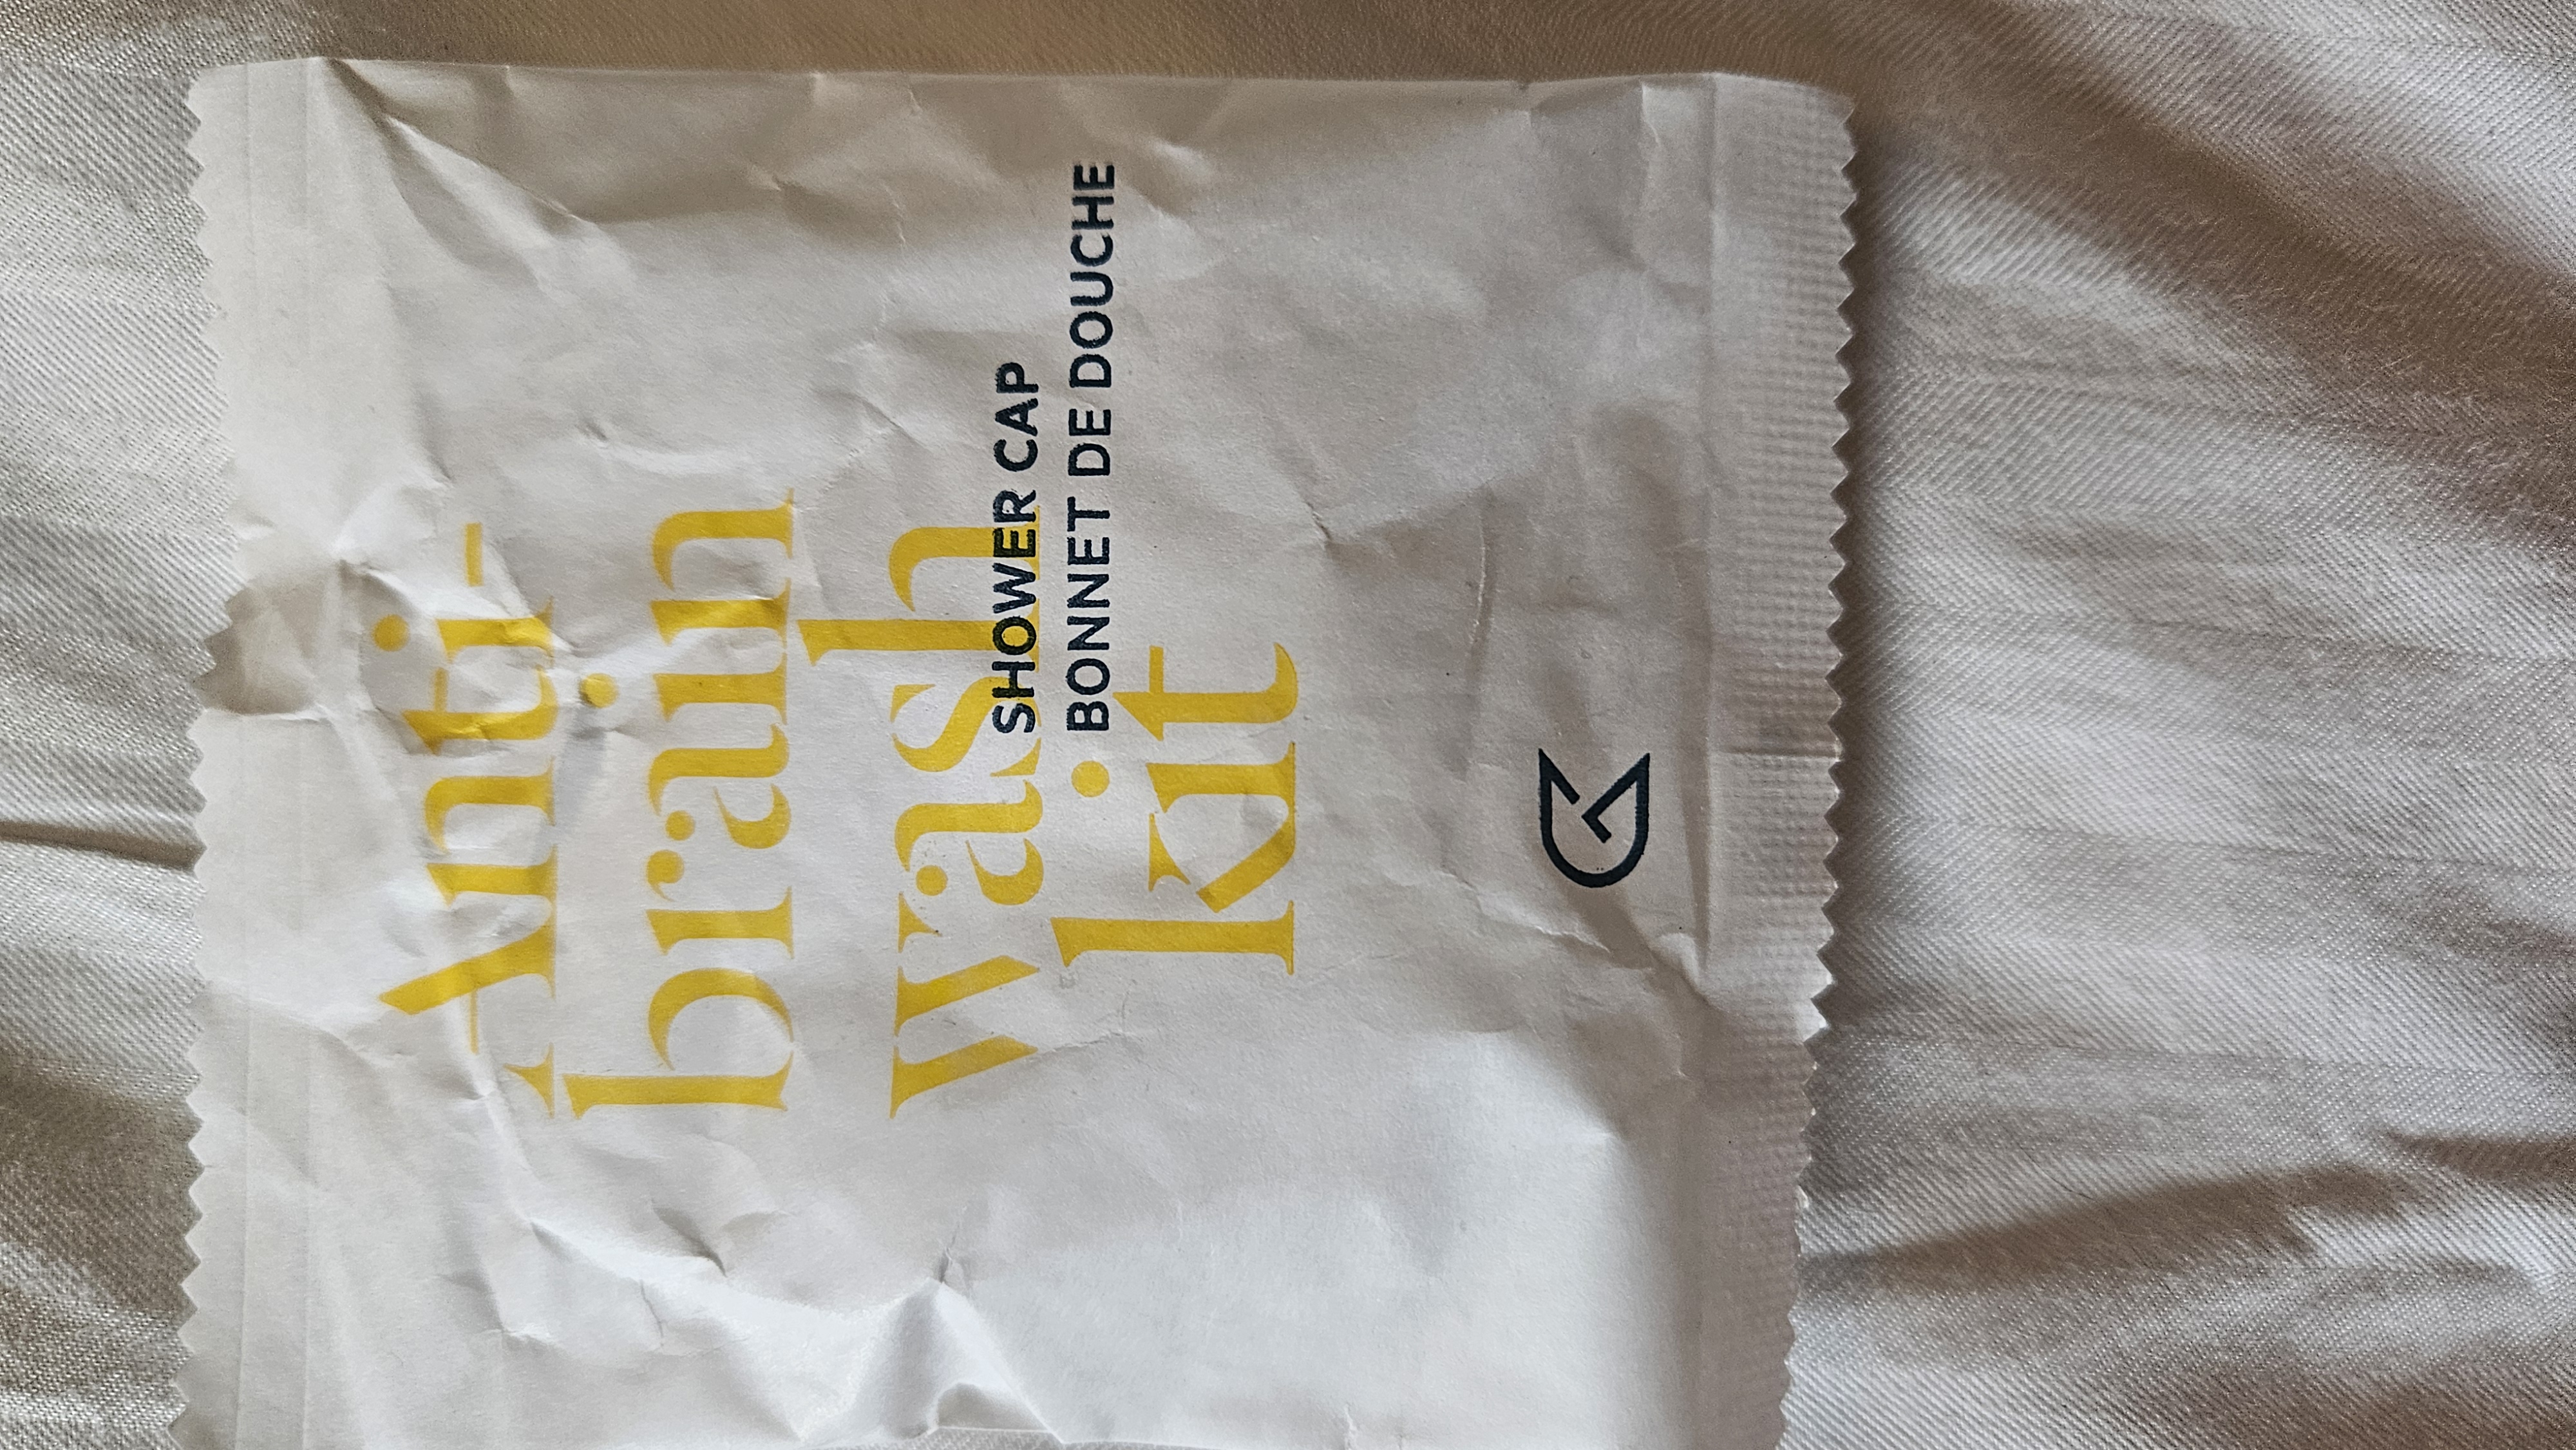 Anti-
brain
wash
kit
SHOWER CAP
BONNET DE DOUCHE